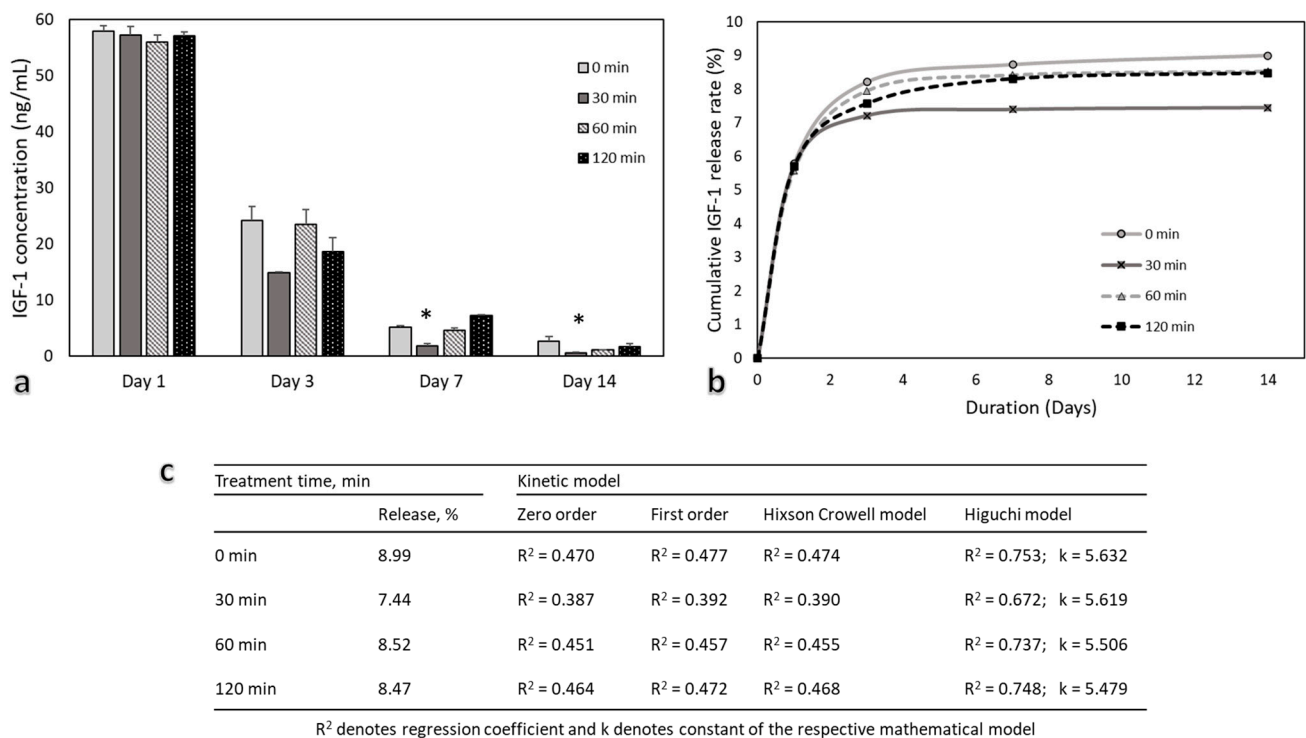 60
50
40
30
20
10
0
IGF-1 concentration (ng/mL)
0 min
30 min
60 min
120 min
*
*
Day 1 Day 3 Day 7 Day 14
a
10
9
8
7
6
5
4
3
2
1
0
Cumulative IGF-1 release rate (%)
0 min
30 min
60 min
120 min
0 2 4 6 8 10 12 14
Duration (Days)
b
c
Treatment time, min Kinetic model
Release, % Zero order First order Hixson Crowell model Higuchi model
0 min 8.99 R² = 0.470 R² = 0.477 R² = 0.474 R² = 0.753; k = 5.632
30 min 7.44 R² = 0.387 R² = 0.392 R² = 0.390 R² = 0.672; k = 5.619
60 min 8.52 R² = 0.451 R² = 0.457 R² = 0.455 R² = 0.737; k = 5.506
120 min 8.47 R² = 0.464 R² = 0.472 R² = 0.468 R² = 0.748; k = 5.479
R² denotes regression coefficient and k denotes constant of the respective mathematical model